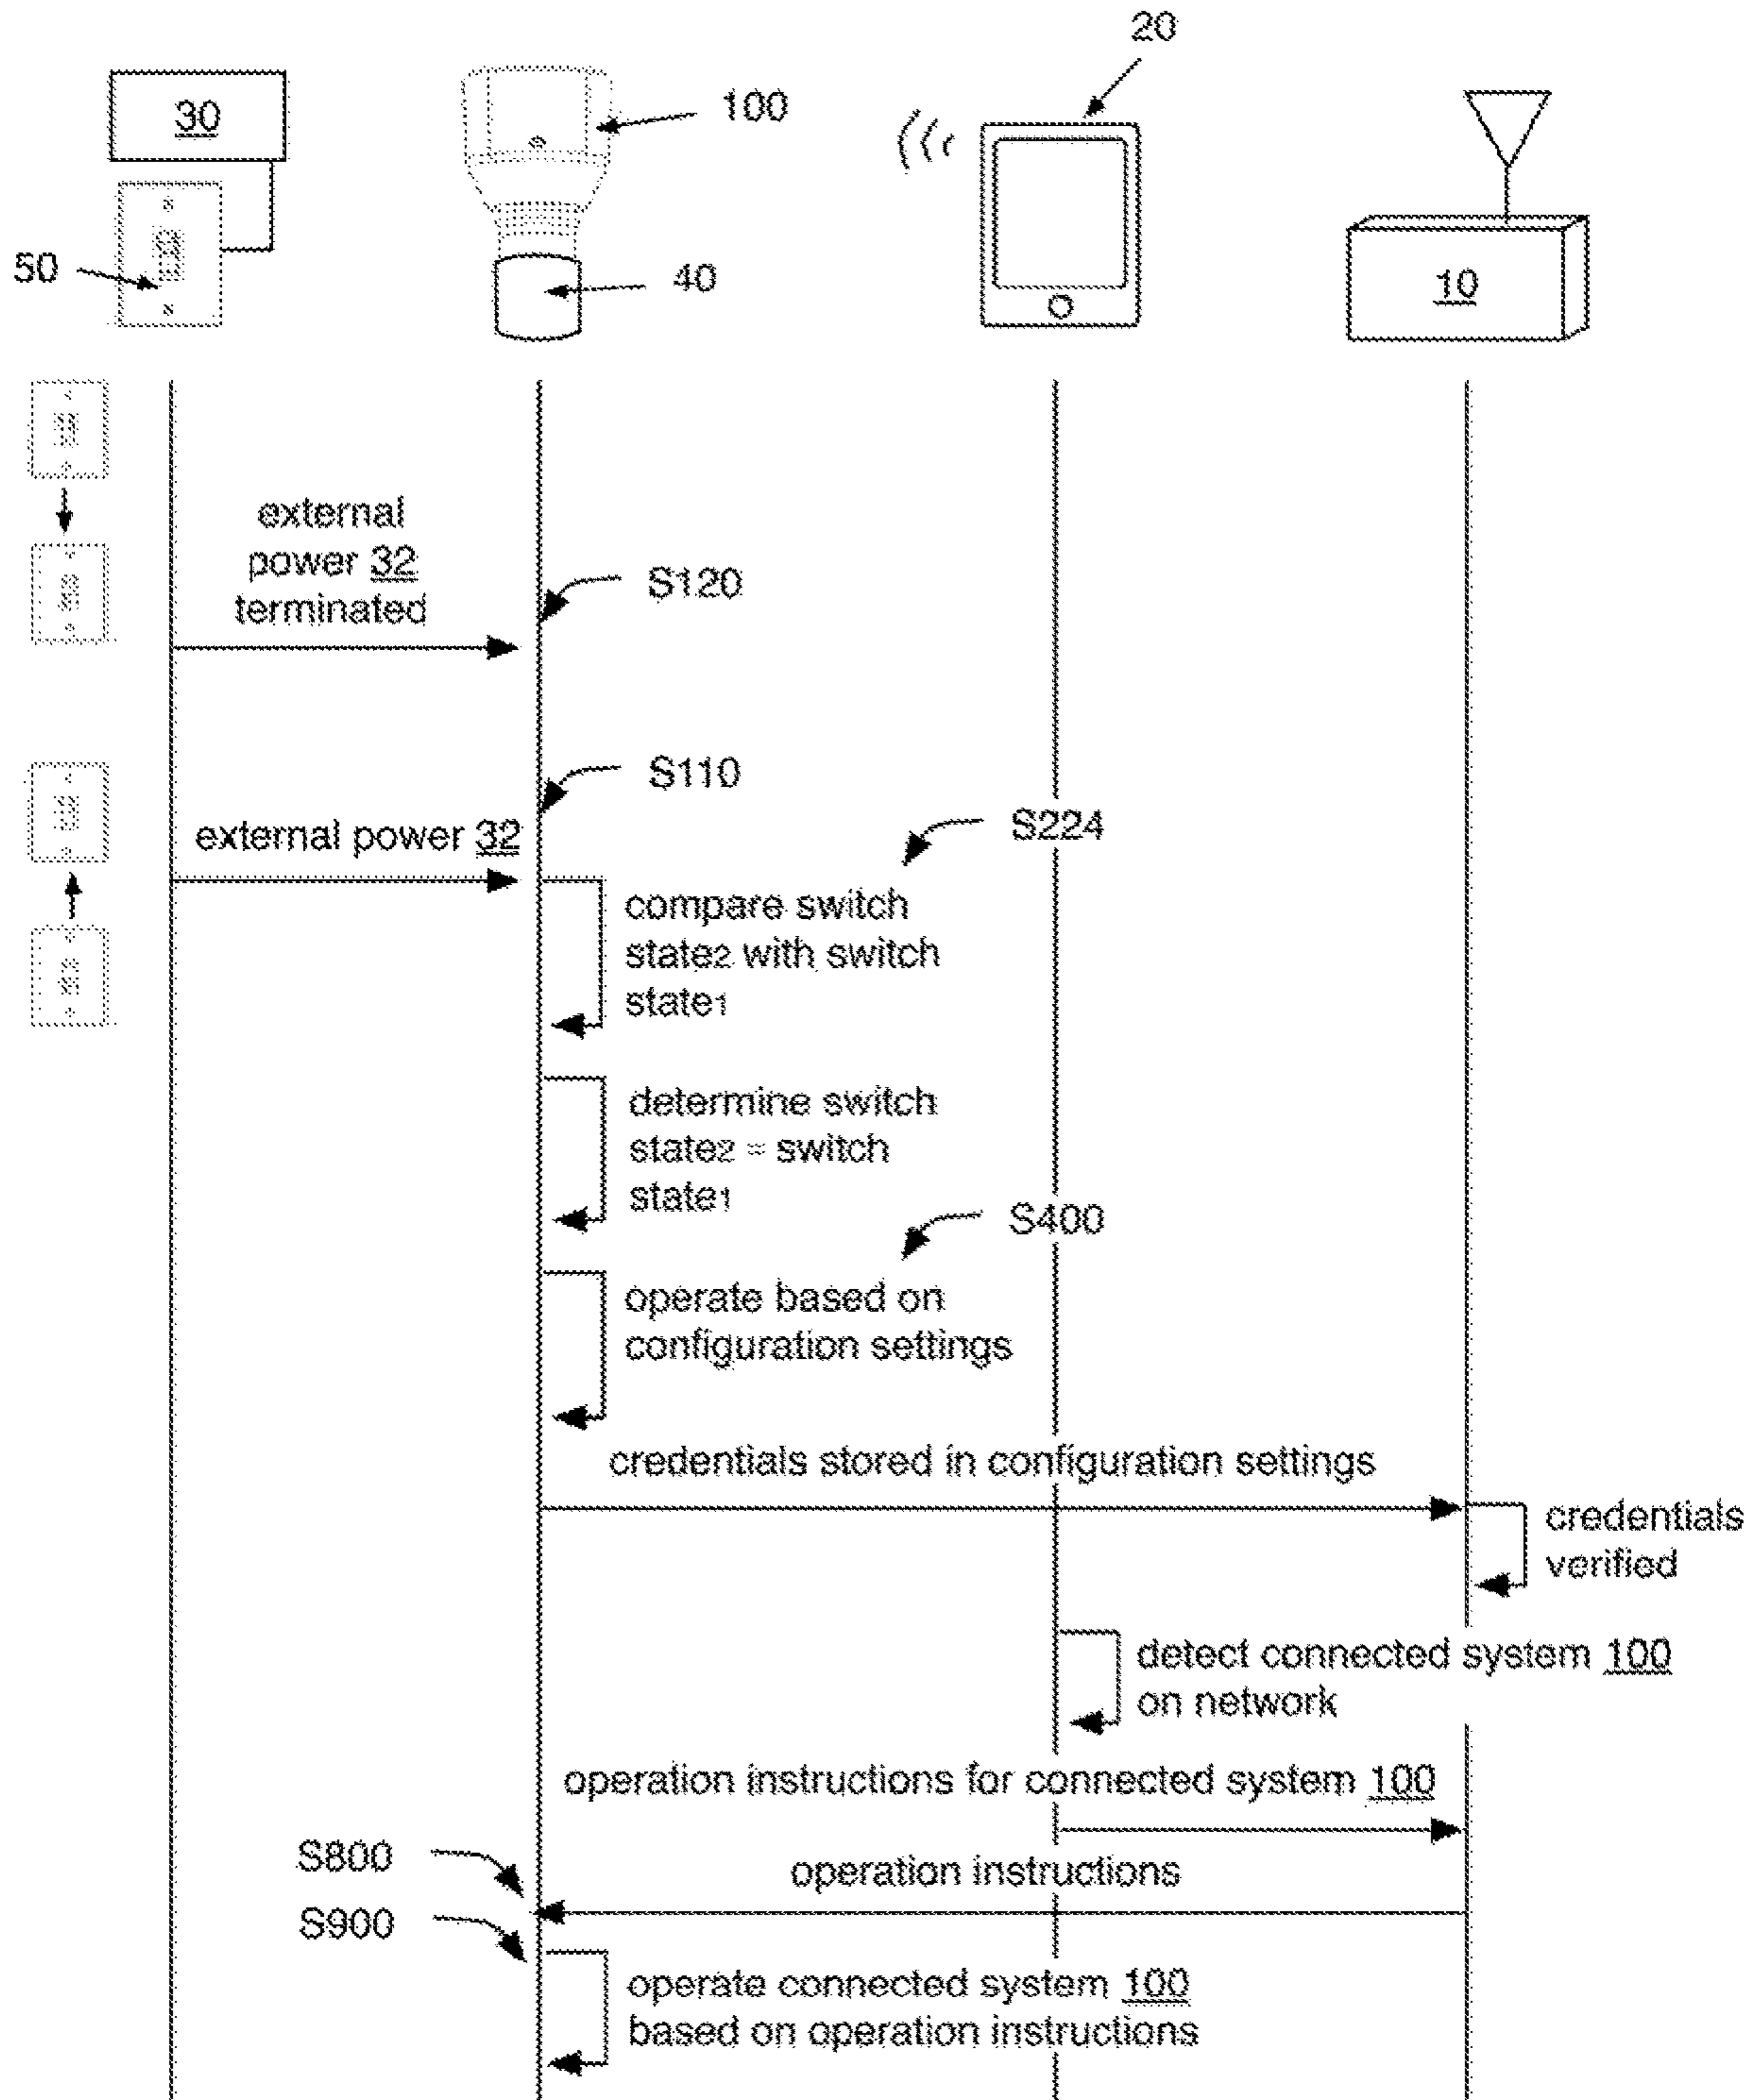 20
30
100
50
40
10
external
power 32
terminated
S120
S110
external power 32
S224
compare switch
state2 with switch
state1
determine switch
state2 = switch
state1
S400
operate based on
configuration settings
credentials stored in configuration settings
credentials
verified
detect connected system 100
on network
operation instructions for connected system 100
S800
operation instructions
S900
operate connected system 100
based on operation instructions